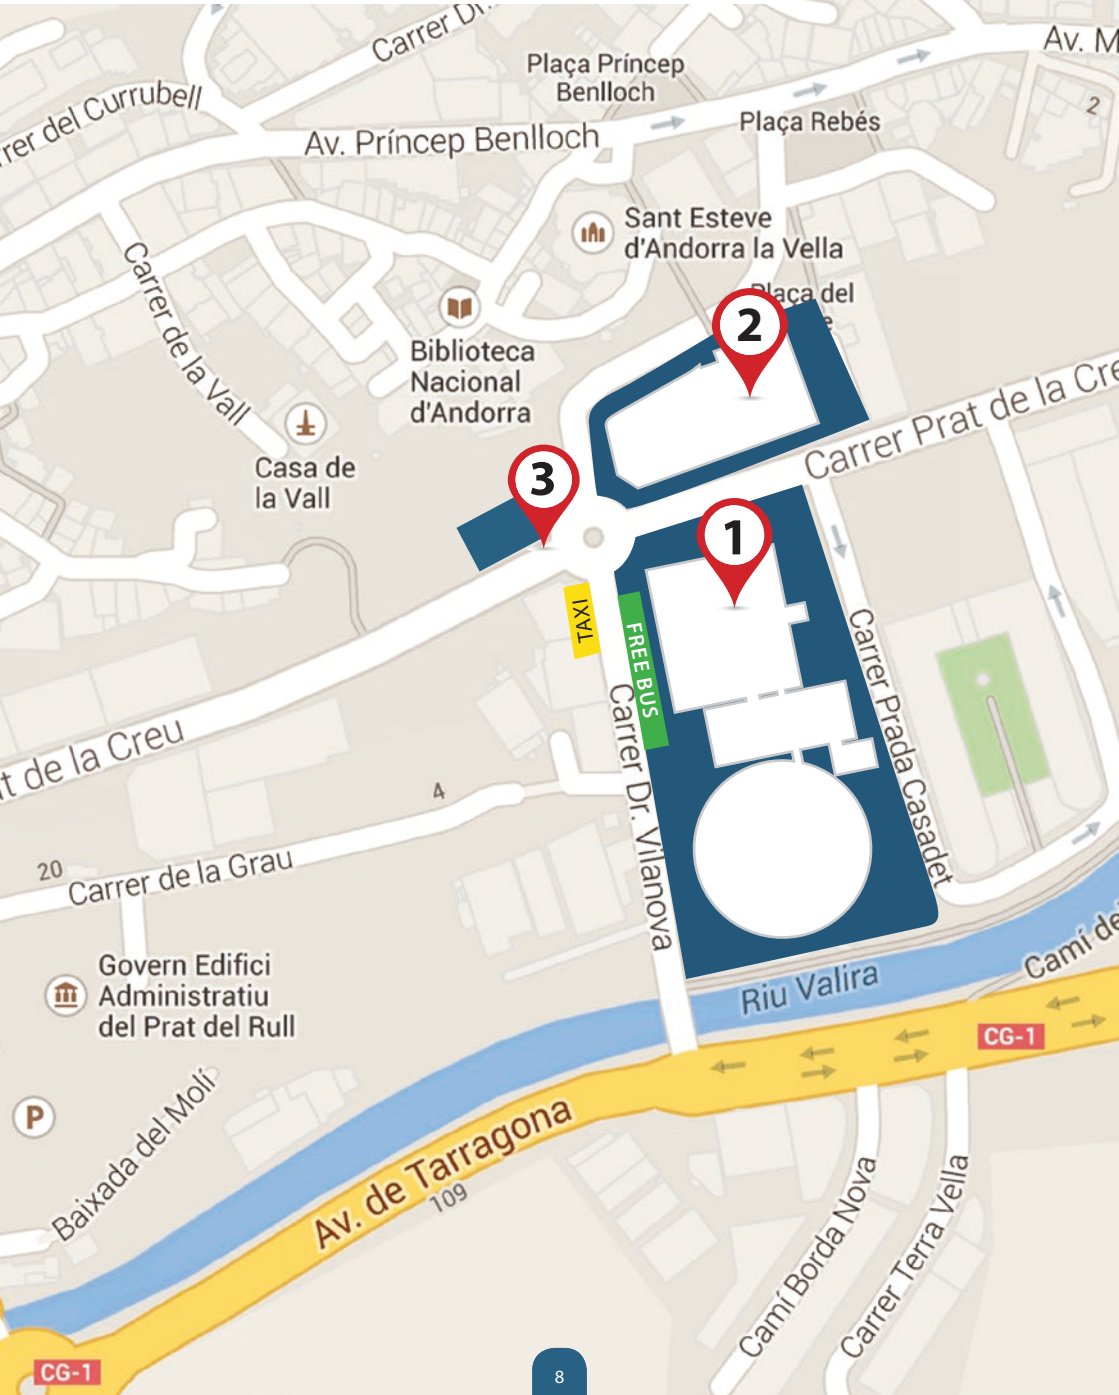 Carrer Dr.
Plaça Príncep
Benlloch
Av. M
2
rer del Currubell
Av. Príncep Benlloch
Plaça Rebés
Sant Esteve
d'Andorra la Vella
Carrer de la Vall
Plaça del
2
Biblioteca
Nacional
d'Andorra
Carrer Prat de la Cre
Casa de
la Vall
3
1
TAXI
FREE BUS
Carrer Prada Casadet
Carrer Dr. Vilanova
t de la Creu
4
20
Carrer de la Grau
Govern Edifici
Administratiu
del Prat del Rull
Riu Valira
Camí de
CG-1
P
Baixada del Molí
Av. de Tarragona
109
Camí Borda Nova
Carrer Terra Vella
CG-1
8